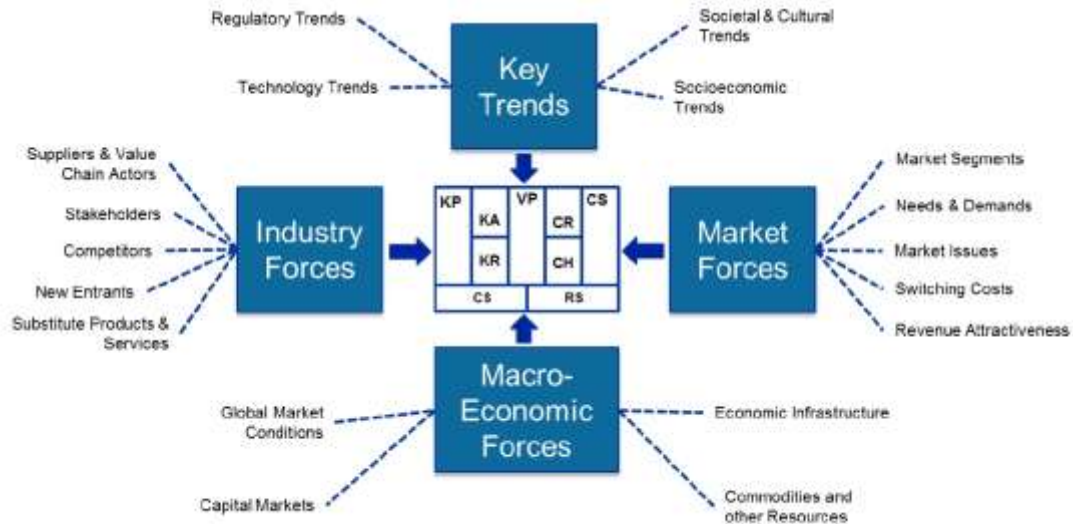 Regulatory Trends
Technology Trends
Key
Trends
Societal & Cultural
Trends
Socioeconomic
Trends
Suppliers & Value
Chain Actors
Stakeholders
Competitors
New Entrants
Substitute Products &
Services
Industry
Forces
KP
KA
KR
VP
CR
CH
CS
CS
RS
Market
Forces
Market Segments
Needs & Demands
Market Issues
Switching Costs
Revenue Attractiveness
Global Market
Conditions
Capital Markets
Macro-
Economic
Forces
Economic Infrastructure
Commodities and
other Resources